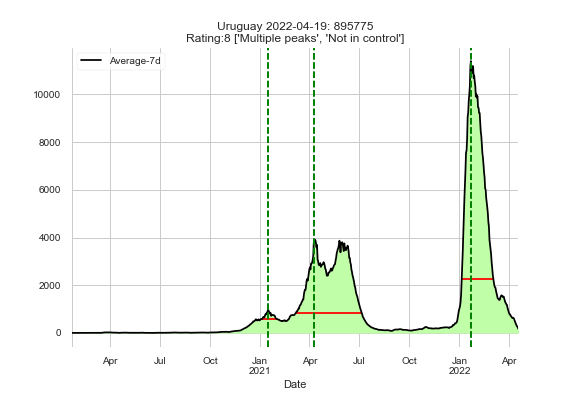 Uruguay 2022-04-19: 895775
Rating:8 ['Multiple peaks', 'Not in control']
Average-7d
10000
8000
6000
4000
2000
0
Apr Jul Oct Jan Apr Jul Oct Jan Apr
2021 2022
Date